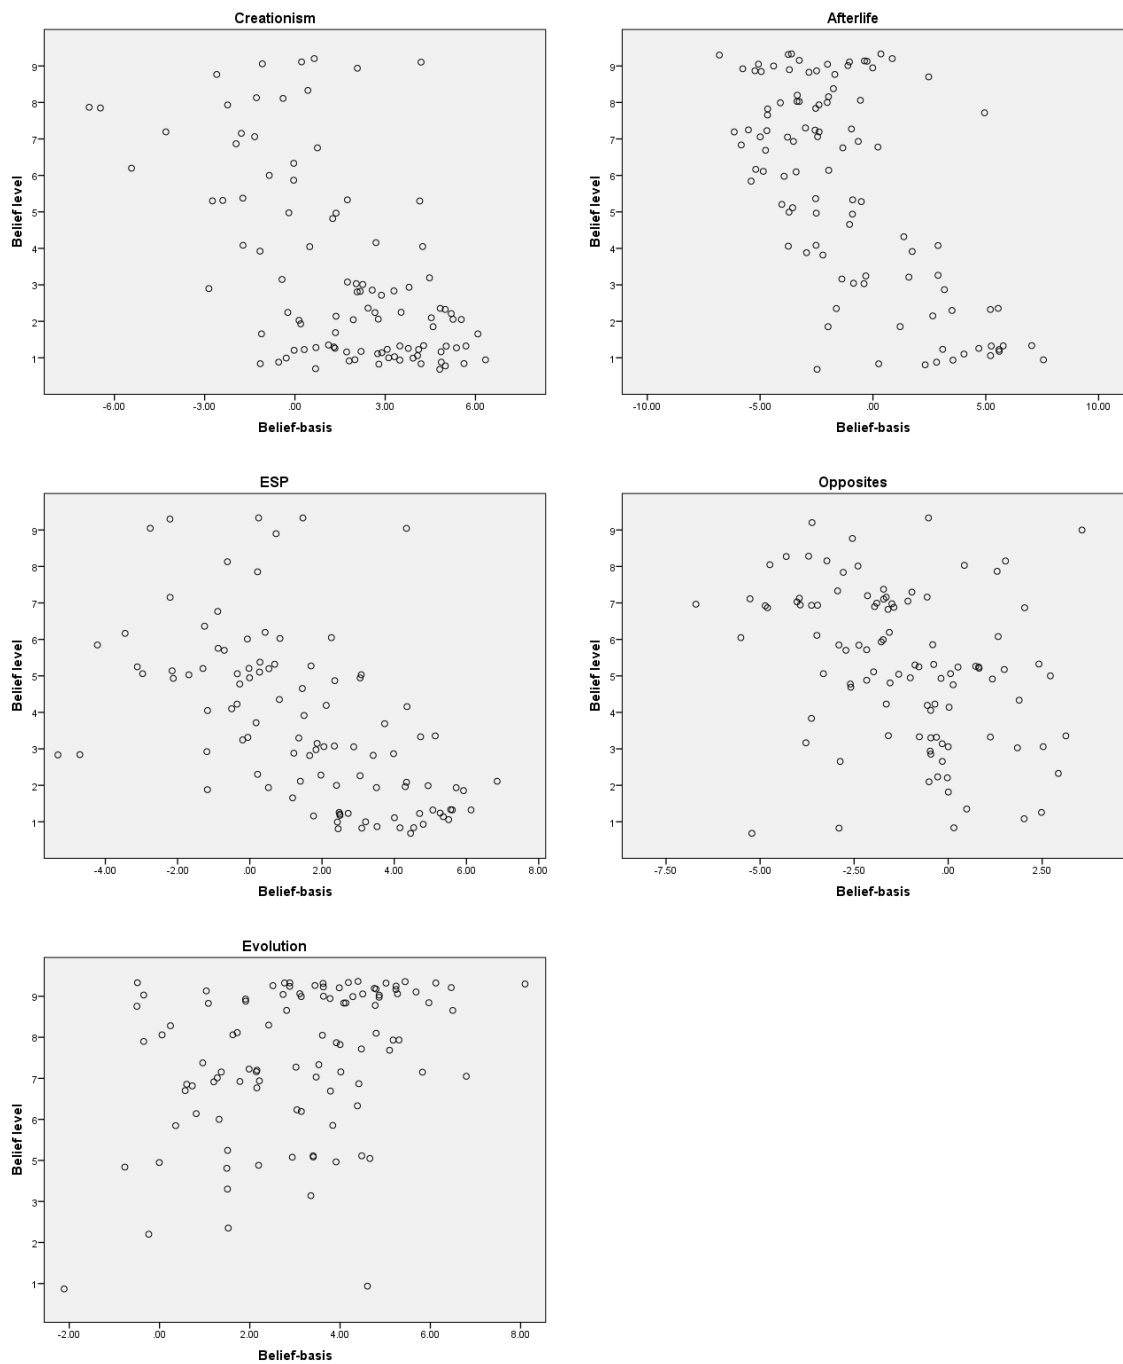 Creationism
Belief level
9
8
7
6
5
4
3
2
1
-6.00 -3.00 .00 3.00 6.00
Belief-basis
Afterlife
Belief level
9
8
7
6
5
4
3
2
1
-10.00 -5.00 .00 5.00 10.00
Belief-basis
ESP
Belief level
9
8
7
6
5
4
3
2
1
-4.00 -2.00 .00 2.00 4.00 6.00 8.00
Belief-basis
Opposites
Belief level
9
8
7
6
5
4
3
2
1
-7.50 -5.00 -2.50 .00 2.50
Belief-basis
Evolution
Belief level
9
8
7
6
5
3
2
1
-2.00 .00 2.00 4.00 6.00 8.00
Belief-basis